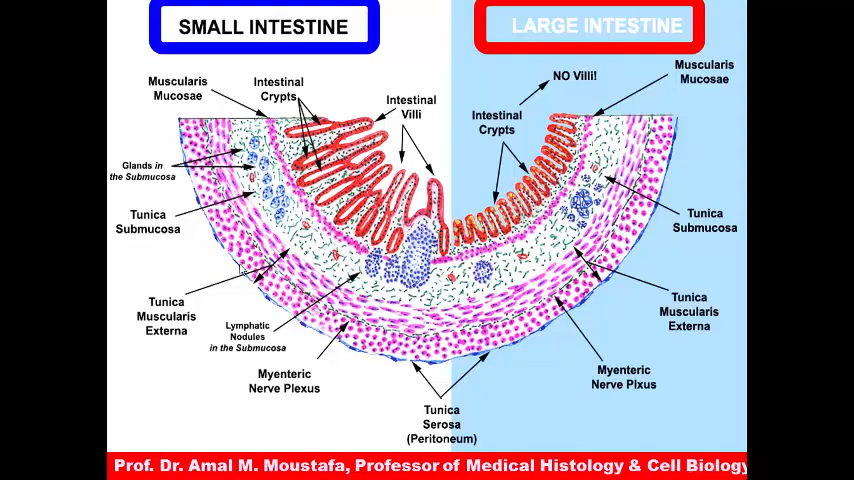 SMALL INTESTINE
LARGE INTESTINE
Muscularis
Mucosae
Intestinal
Crypts
Intestinal
Villi
Glands in
the Submucosa
Tunica
Submucosa
Tunica
Muscularis
Externa
Lymphatic
Nodules
in the Submucosa
Myenteric
Nerve Plexus
Tunica
Serosa
(Peritoneum)
NO Villi!
Intestinal
Crypts
Muscularis
Mucosae
Tunica
Submucosa
Tunica
Muscularis
Externa
Myenteric
Nerve Plxus
Prof. Dr. Amal M. Moustafa, Professor of Medical Histology & Cell Biology